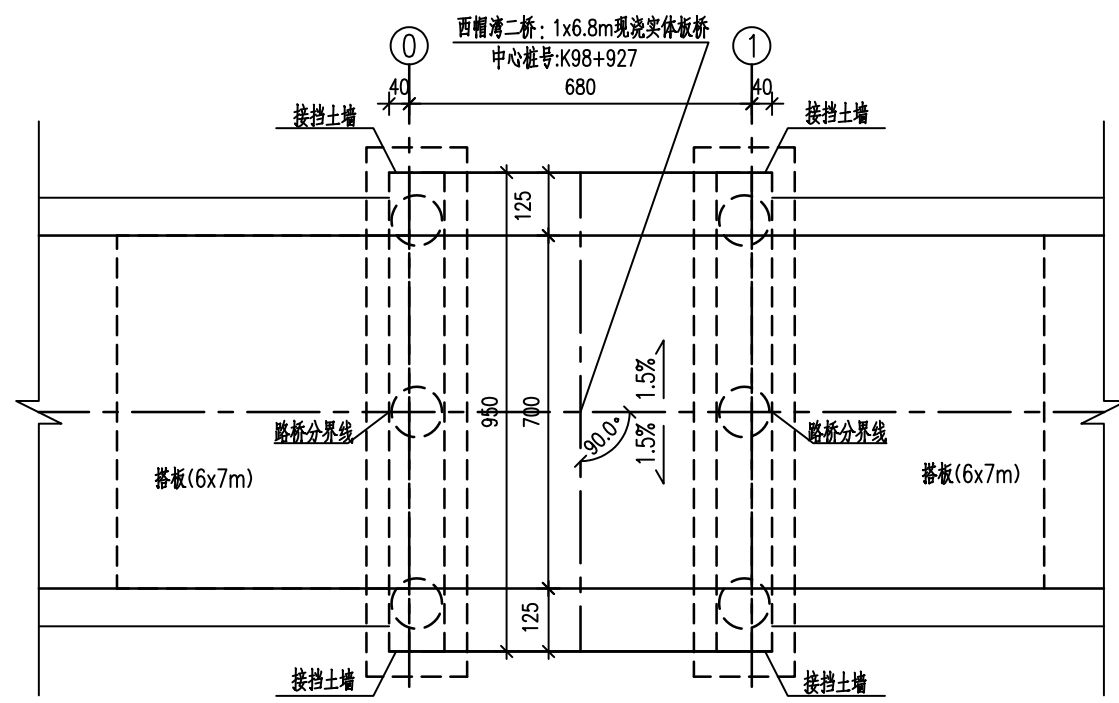 西帽湾二桥：1x6.8m现浇实体板桥
中心桩号:K98+927
0
1
40
680
40
接挡土墙
接挡土墙
125
950
700
1.5%
1.5%
90.0°
路桥分界线
路桥分界线
搭板(6x7m)
搭板(6x7m)
125
接挡土墙
接挡土墙